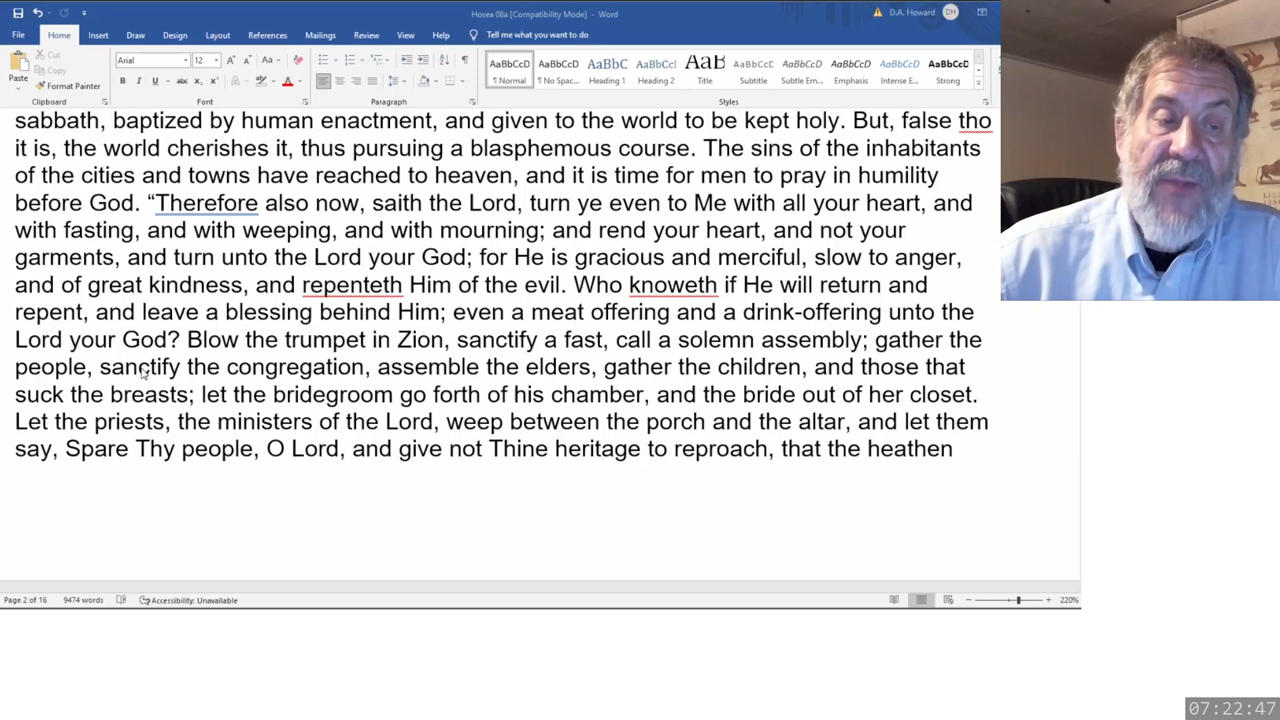 Hosea 08a [Compatibility Mode] - Word
D.A. Howard
DH
File Home Insert Draw Design Layout References Mailings Review View Help Tell me what you want to do
Paste
Cut
Copy
Format Painter
Arial 12
AaBbCcD AaBbCcD AaBbC AaBbCcD AaB AaBbCcD AaBbCcD AaBbCcD AaBbCcD AaBbCcD
¶ Normal ¶ No Spac... Heading 1 Heading 2 Title Subtitle Subtle Em... Emphasis Intense E... Strong
Clipboard Font Paragraph Styles
sabbath, baptized by human enactment, and given to the world to be kept holy. But, false tho
it is, the world cherishes it, thus pursuing a blasphemous course. The sins of the inhabitants
of the cities and towns have reached to heaven, and it is time for men to pray in humility
before God. “Therefore also now, saith the Lord, turn ye even to Me with all your heart, and
with fasting, and with weeping, and with mourning; and rend your heart, and not your
garments, and turn unto the Lord your God; for He is gracious and merciful, slow to anger,
and of great kindness, and repenteth Him of the evil. Who knoweth if He will return and
repent, and leave a blessing behind Him; even a meat offering and a drink-offering unto the
Lord your God? Blow the trumpet in Zion, sanctify a fast, call a solemn assembly; gather the
people, sanctify the congregation, assemble the elders, gather the children, and those that
suck the breasts; let the bridegroom go forth of his chamber, and the bride out of her closet.
Let the priests, the ministers of the Lord, weep between the porch and the altar, and let them
say, Spare Thy people, O Lord, and give not Thine heritage to reproach, that the heathen
Page 2 of 16 9474 words Accessibility: Unavailable 220%
07:22:47